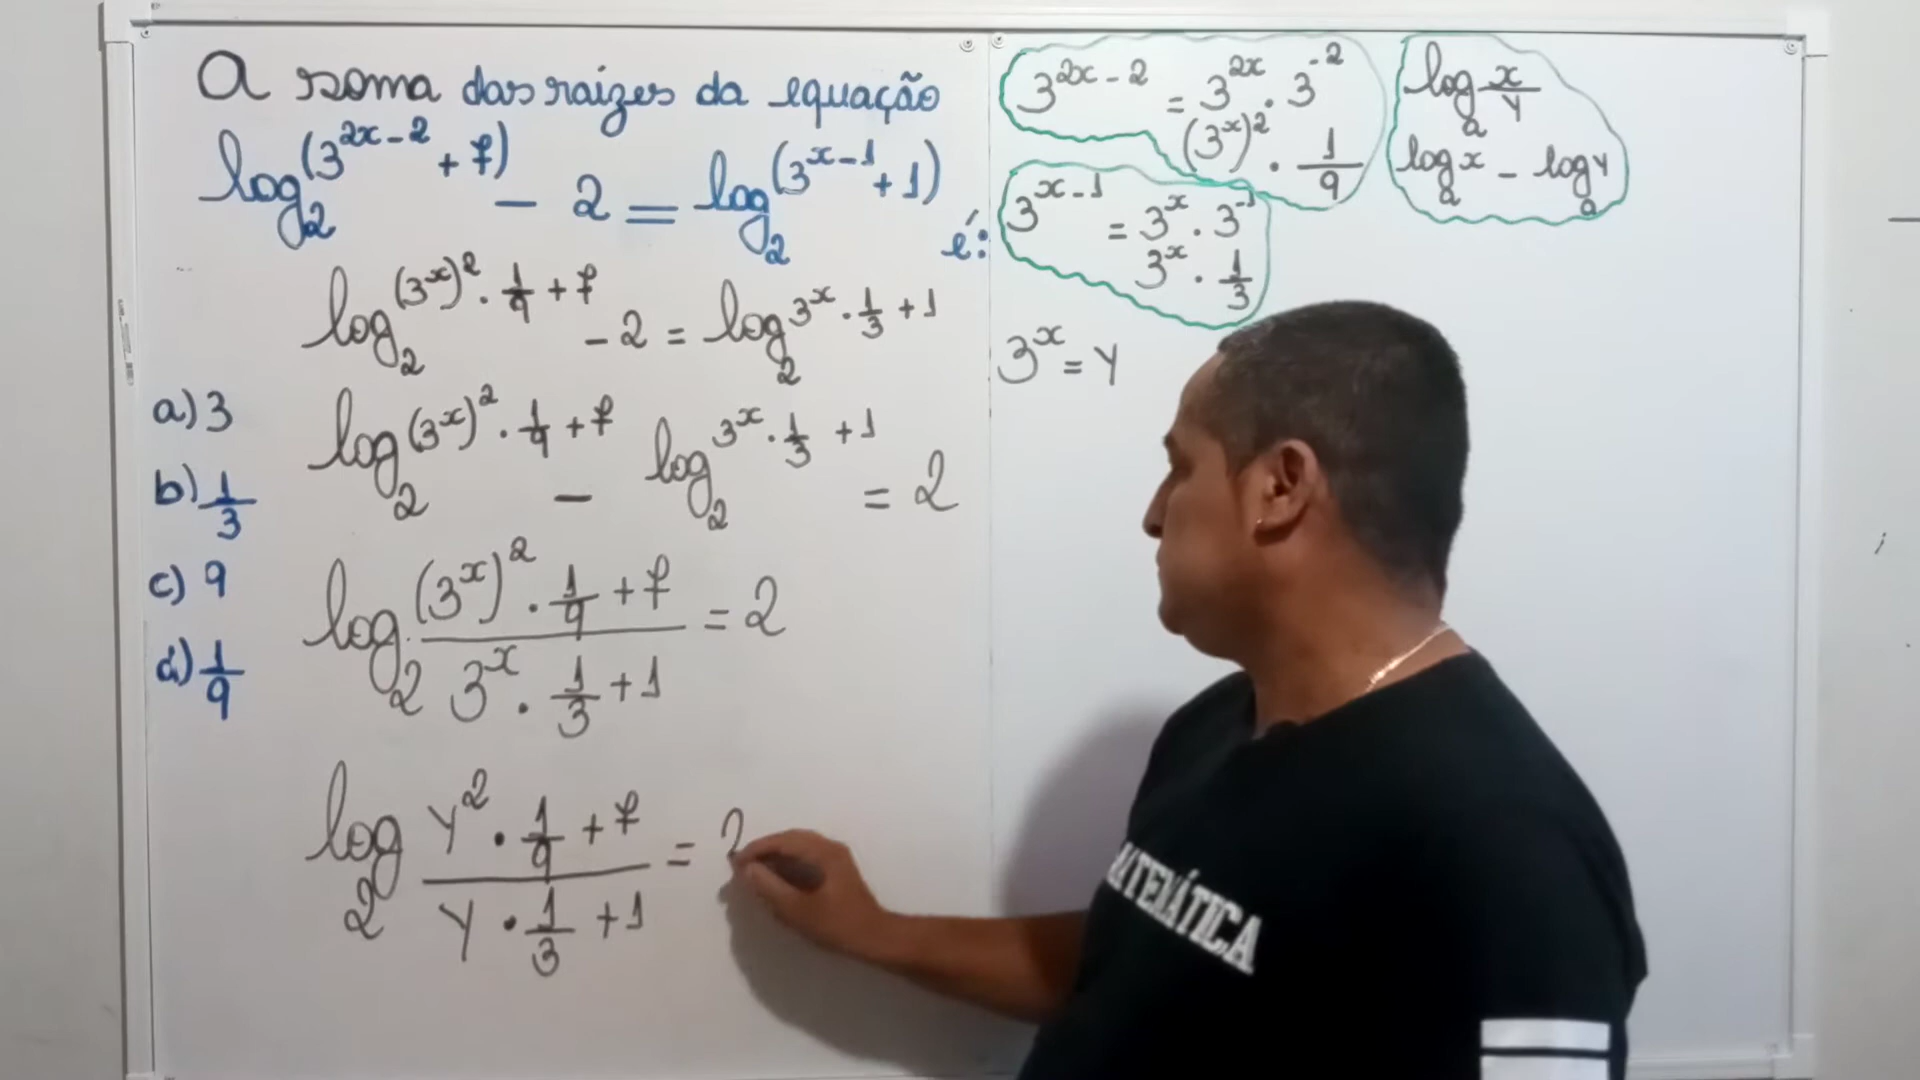 A soma das raízes da equação
log₂(3^{2x-2} + 7) - 2 = log₂(3^{x-1} + 1) é:
log₂(3^x)² · 1/9 + 7 - 2 = log₂ 3^x · 1/3 + 1
log₂(3^x)² · 1/9 + 7 - log₂ 3^x · 1/3 + 1 = 2
log₂ ((3^x)² · 1/9 + 7)/(3^x · 1/3 + 1) = 2
log₂ (y² · 1/9 + 7)/(y · 1/3 + 1) = 2
a) 3
b) 1/3
c) 9
d) 1/9
3^{2x-2} = 3^{2x} · 3^{-2}
(3^x)² · 1/9
3^{x-1} = 3^x · 3^{-1}
3^x · 1/3
3^x = y
log_a x/y
log_a x - log_a y
MATEMÁTICA